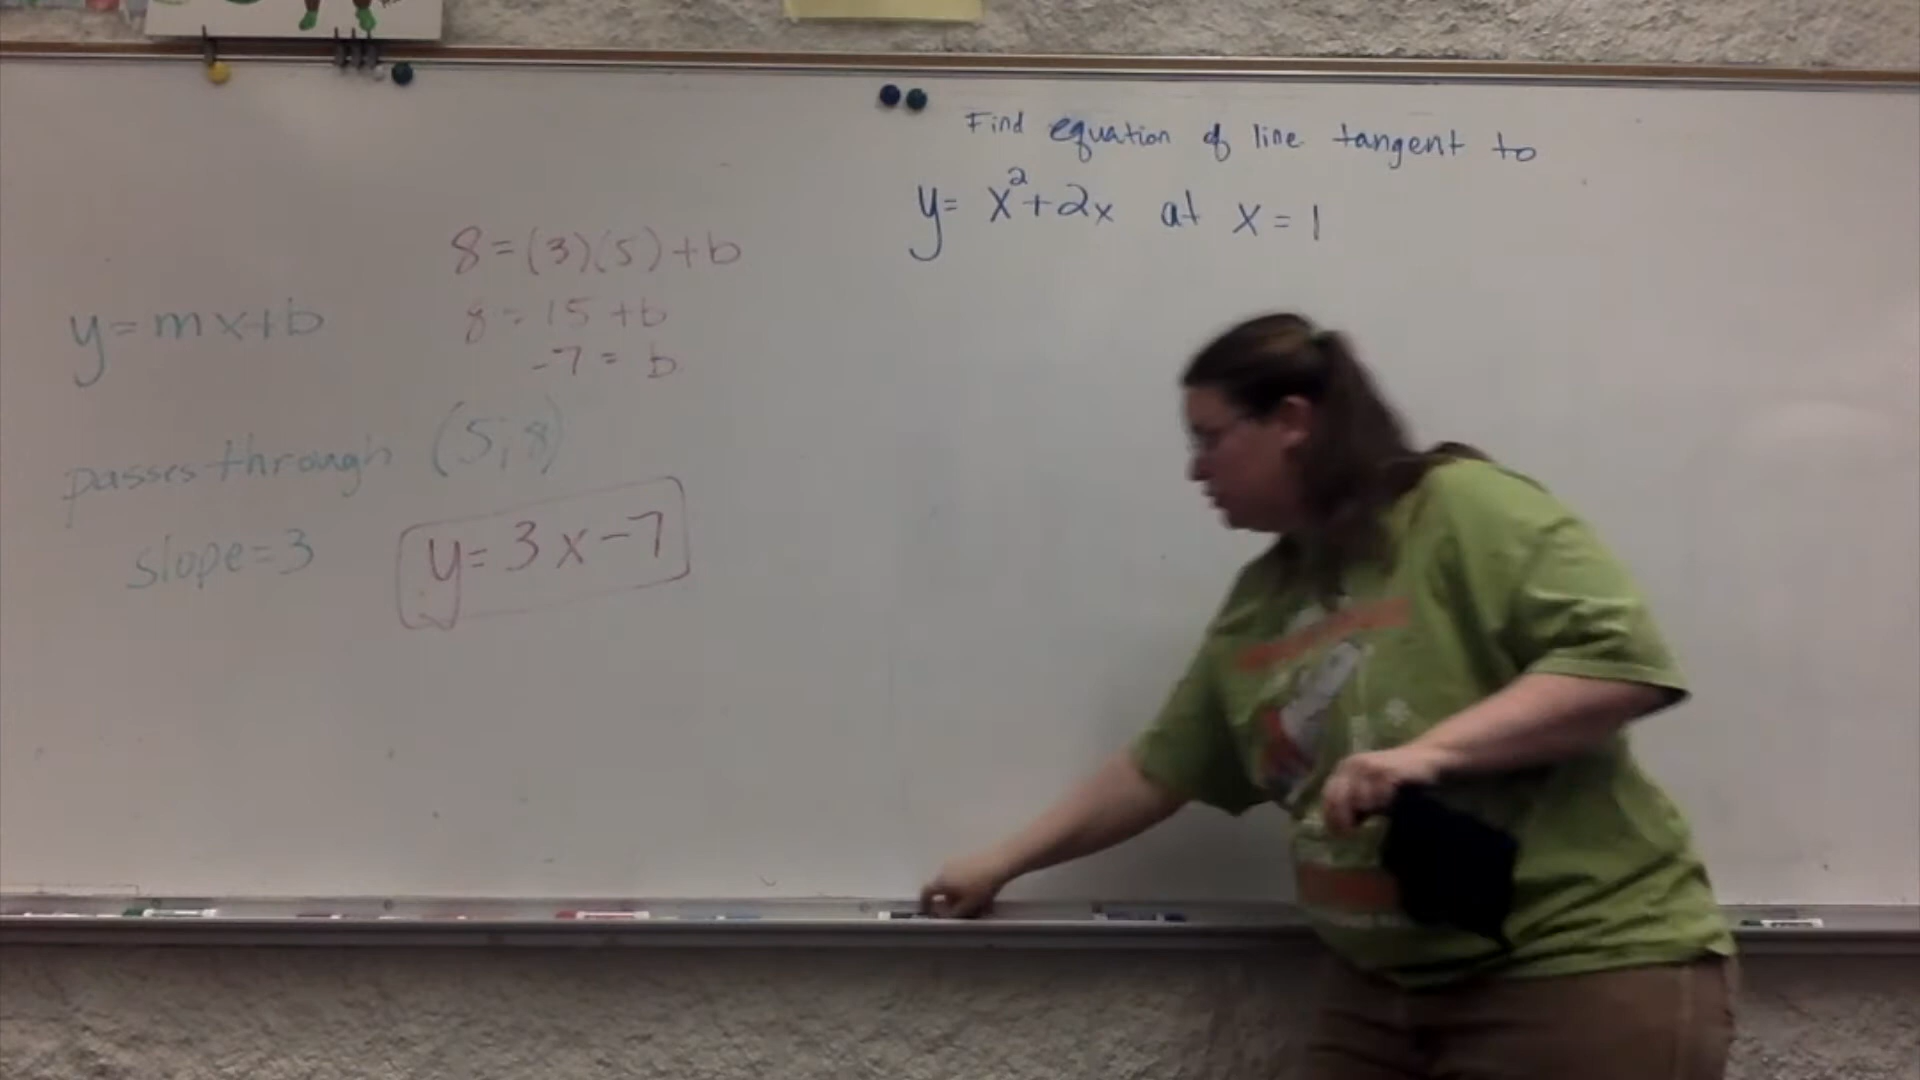 y= mx+b
passes through (5,8)
slope=3
8=(3)(5)+b
8=15+b
-7= b
y=3x-7
Find equation of line tangent to
y= x²+2x at x=1